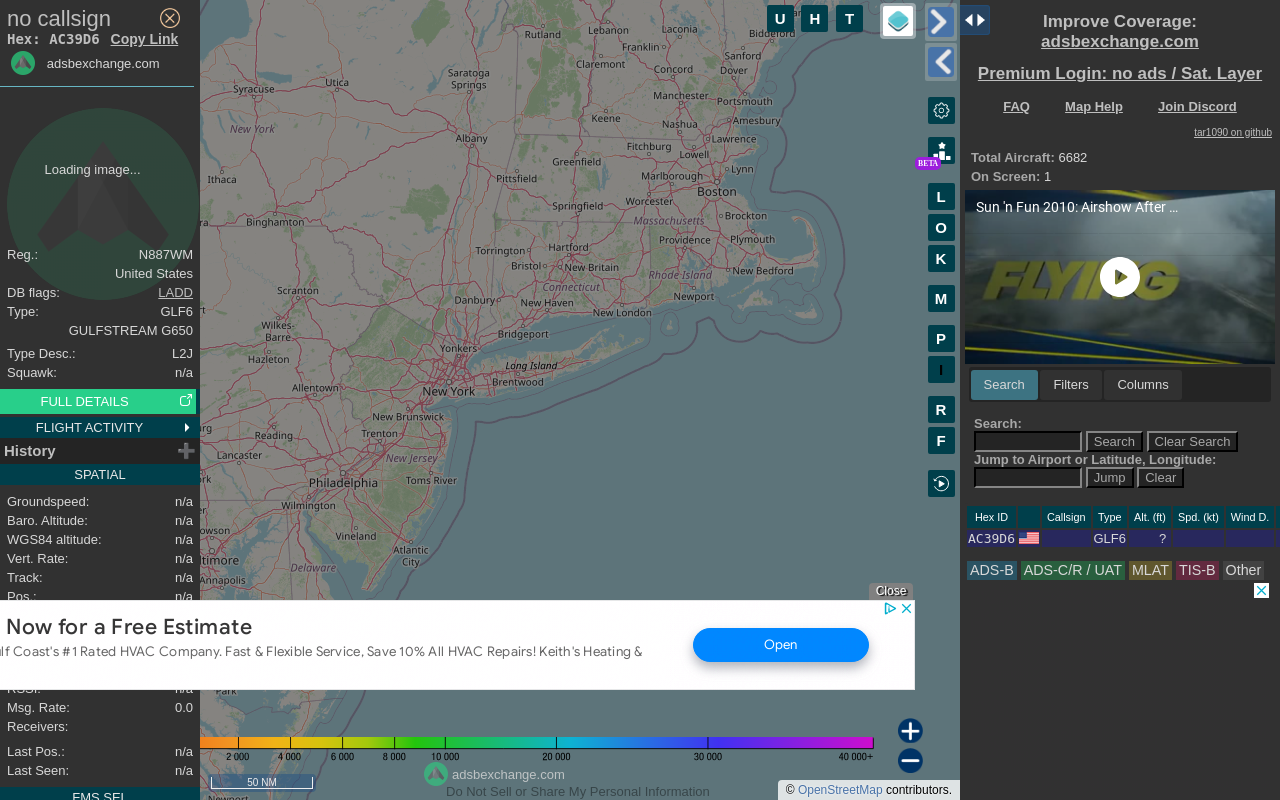 no callsign
Hex: AC39D6 Copy Link
adsbexchange.com
Loading image...
Reg.: N887WM
United States
DB flags: LADD
Type: GLF6
GULFSTREAM G650
Type Desc.: L2J
Squawk: n/a
FULL DETAILS
FLIGHT ACTIVITY
History
SPATIAL
Groundspeed: n/a
Baro. Altitude: n/a
WGS84 altitude: n/a
Vert. Rate: n/a
Track: n/a
Pos.: n/a
Close
Now for a Free Estimate
lf Coast's #1 Rated HVAC Company. Fast & Flexible Service, Save 10% All HVAC Repairs! Keith's Heating &
Open
RSSI: n/a
Msg. Rate: 0.0
Receivers:
Last Pos.: n/a
Last Seen: n/a
FMS SEL
U H T
BETA
L
O
K
M
P
I
R
F
Rutland
Lebanon
Laconia
Biddeford
Franklin
Claremont
Sanford
Concord
Dover
Saratoga
Springs
Utica
Syracuse
Manchester
Portsmouth
Keene
Nashua
Amesbury
New York
Albany
Lawrence
Fitchburg
Lowell
Greenfield
Lynn
Ithaca
Pittsfield
Marlborough
Boston
Worcester
Springfield
Massachusetts
Brockton
Binghamton
Providence
Plymouth
Torrington
Hartford
Bristol
New Britain
New Bedford
Rhode Island
Connecticut
Scranton
Danbury
New Haven
Newport
New London
Wilkes-
Barre
Bridgeport
Yonkers
Hazleton
Long Island
Brentwood
Allentown
New York
New Brunswick
Reading
Trenton
Lancaster
New Jersey
Toms River
Philadelphia
Wilmington
Vineland
Atlantic
City
Annapolis
Delaware
Park
Newport
2 000 4 000 6 000 8 000 10 000 20 000 30 000 40 000+
50 NM
adsbexchange.com
Do Not Sell or Share My Personal Information
© OpenStreetMap contributors.
Improve Coverage:
adsbexchange.com
Premium Login: no ads / Sat. Layer
FAQ Map Help Join Discord
tar1090 on github
Total Aircraft: 6682
On Screen: 1
Sun 'n Fun 2010: Airshow After ...
FLYING
Search Filters Columns
Search:
Search Clear Search
Jump to Airport or Latitude, Longitude:
Jump Clear
Hex ID Callsign Type Alt. (ft) Spd. (kt) Wind D.
AC39D6 GLF6 ?
ADS-B ADS-C/R / UAT MLAT TIS-B Other